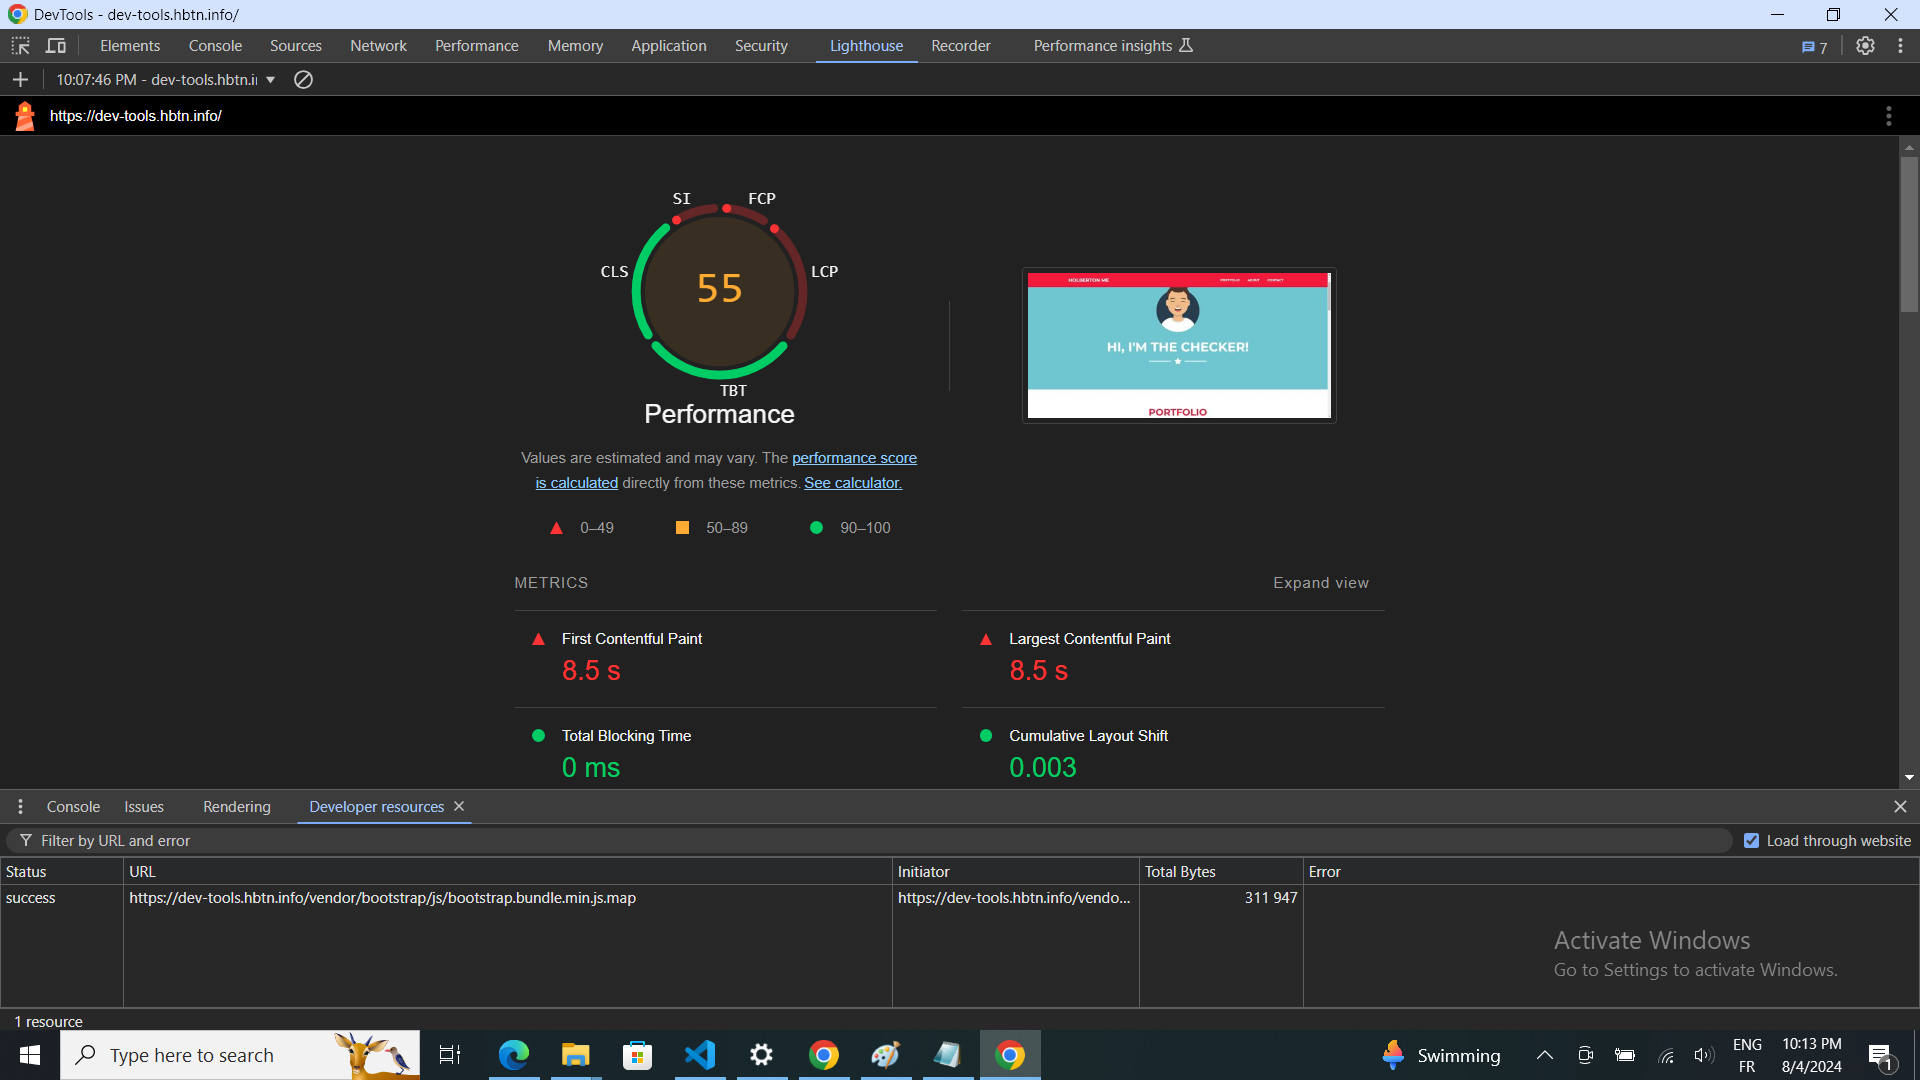 DevTools - dev-tools.hbtn.info/
Elements Console Sources Network Performance Memory Application Security Lighthouse Recorder Performance insights 7
10:07:46 PM - dev-tools.hbtn.i
https://dev-tools.hbtn.info/
SI FCP
CLS LCP
55
TBT
Performance
Values are estimated and may vary. The performance score
is calculated directly from these metrics. See calculator.
0–49 50–89 90–100
HOLBERTON ME PORTFOLIO ABOUT CONTACT
HI, I'M THE CHECKER!
PORTFOLIO
METRICS Expand view
First Contentful Paint Largest Contentful Paint
8.5 s 8.5 s
Total Blocking Time Cumulative Layout Shift
0 ms 0.003
Console Issues Rendering Developer resources
Filter by URL and error Load through website
Status URL Initiator Total Bytes Error
success https://dev-tools.hbtn.info/vendor/bootstrap/js/bootstrap.bundle.min.js.map https://dev-tools.hbtn.info/vendo... 311 947
Activate Windows
Go to Settings to activate Windows.
1 resource
Type here to search Swimming ENG 10:13 PM
FR 8/4/2024 1